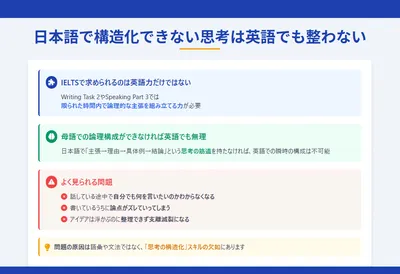 日本語で構造化できない思考は英語でも整わない
IELTSで求められるのは英語力だけではない
Writing Task 2やSpeaking Part 3では
限られた時間内で論理的な主張を組み立てる力が必要
母語での論理構成ができなければ英語でも無理
日本語で「主張→理由→具体例→結論」という思考の筋道を持たなければ、英語での瞬時の構成は不可能
よく見られる問題
話している途中で自分でも何を言いたいのかわからなくなる
書いているうちに論点がズレていってしまう
アイデアは浮かぶのに整理できず支離滅裂になる
問題の原因は語彙や文法ではなく、「思考の構造化」スキルの欠如にあります